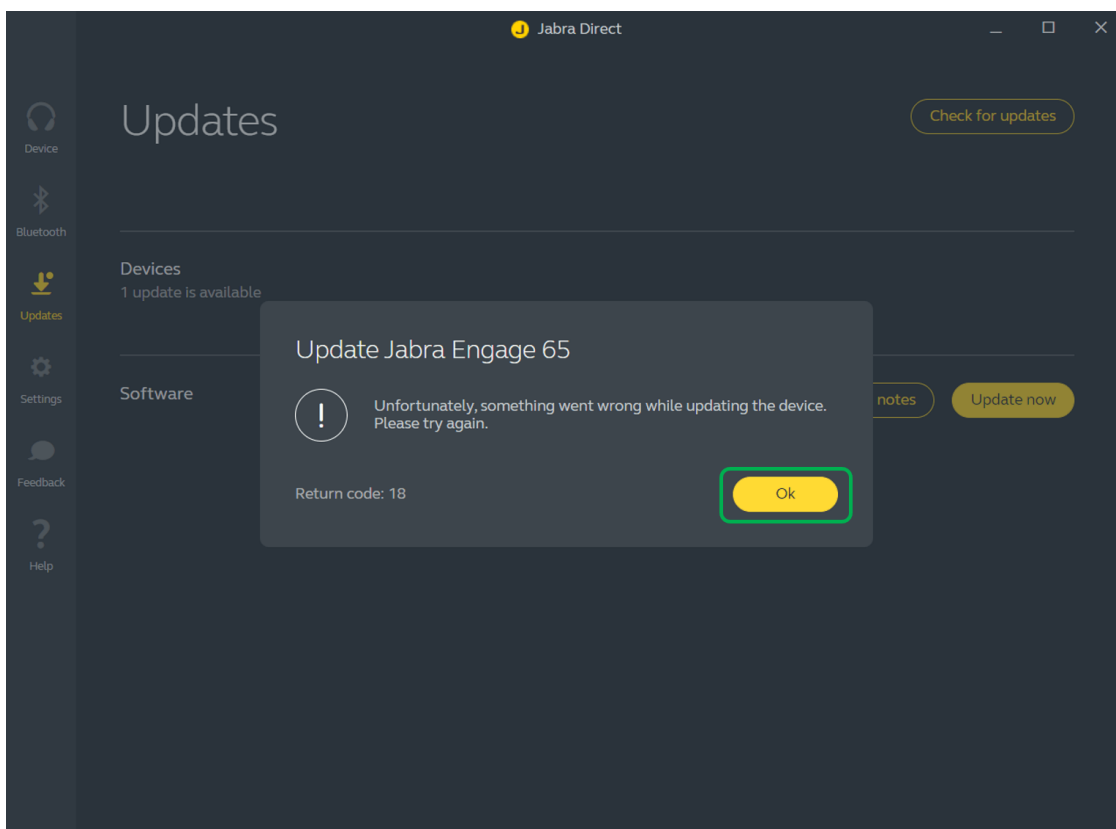 Jabra Direct
Updates
Check for updates
Device
Bluetooth
Devices
1 update is available
Updates
Update Jabra Engage 65
Software
notes
Update now
Settings
Unfortunately, something went wrong while updating the device.
Please try again.
Feedback
Return code: 18
Ok
Help